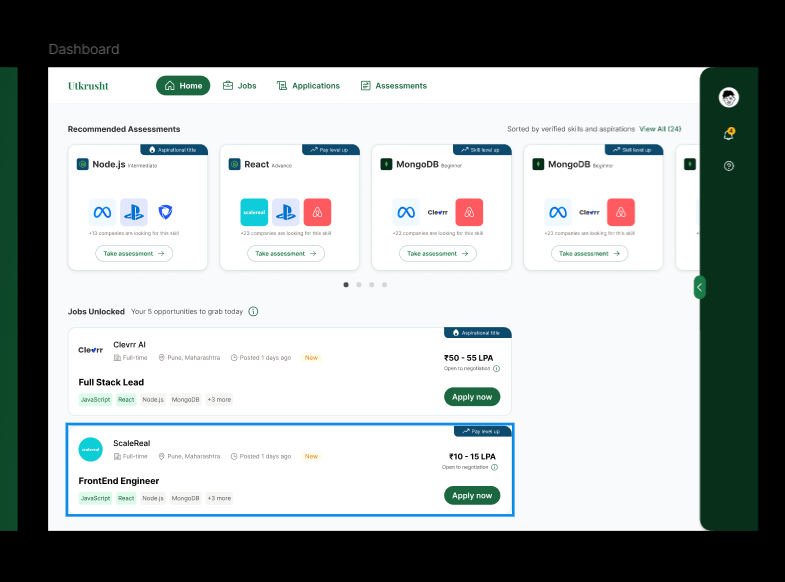 Dashboard
Utkrusht
Home
Jobs
Applications
Assessments
Recommended Assessments
Sorted by verified skills and aspirations View All (24)
Aspirational title
Node.js Intermediate
+13 companies are looking for this skill
Take assessment →
Pay level up
React Advance
scalereal
+23 companies are looking for this skill
Take assessment →
Skill level up
MongoDB Beginner
Clevrr
+22 companies are looking for this skill
Take assessment →
Skill level up
MongoDB Beginner
Clevrr
+23 companies are looking for this skill
Take assessment →
4
Jobs Unlocked Your 5 opportunities to grab today
Aspirational title
Clevrr
Clevrr AI
Full-time Pune, Maharashtra Posted 1 days ago New
₹50 - 55 LPA
Open to negotiation
Full Stack Lead
JavaScript React Node.js MongoDB +3 more
Apply now
Pay level up
scalereal
ScaleReal
Full-time Pune, Maharashtra Posted 1 days ago New
₹10 - 15 LPA
Open to negotiation
FrontEnd Engineer
JavaScript React Node.js MongoDB +3 more
Apply now